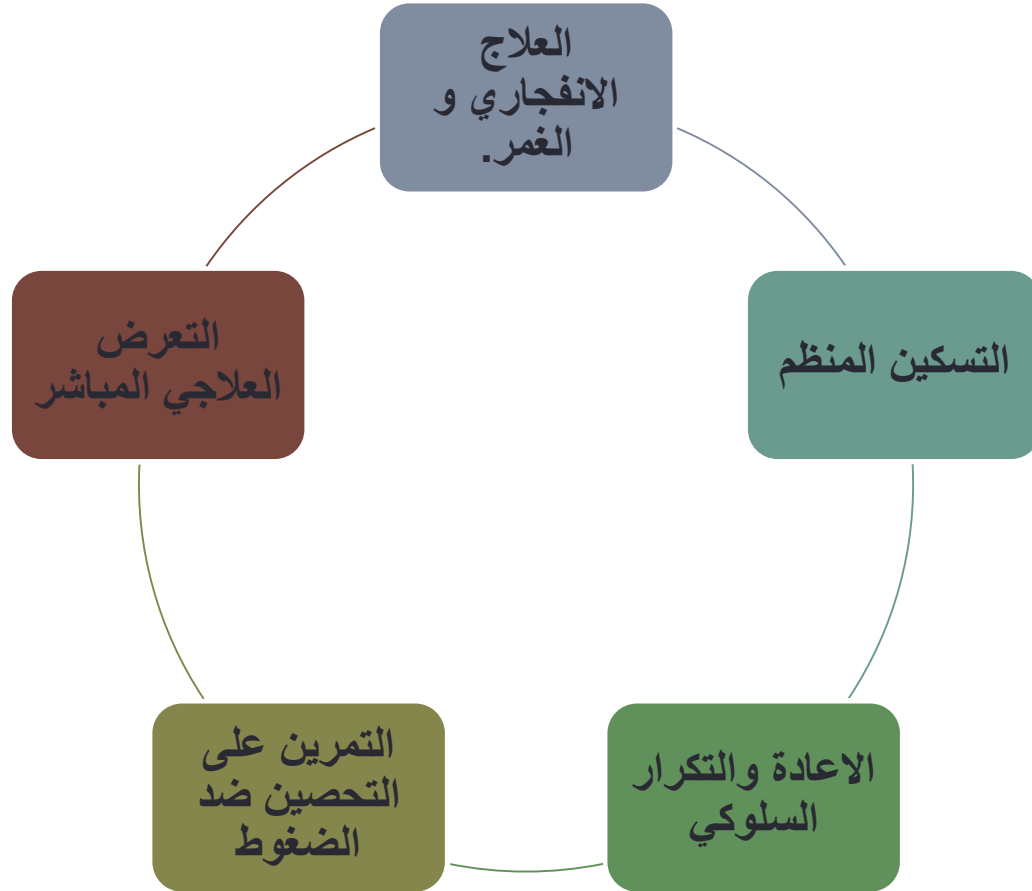 العلاج
الانفجاري و
الغمر.
التسكين المنظم
الاعادة والتكرار
السلوكي
التمرين على
التحصين ضد
الضغوط
التعرض
العلاجي المباشر